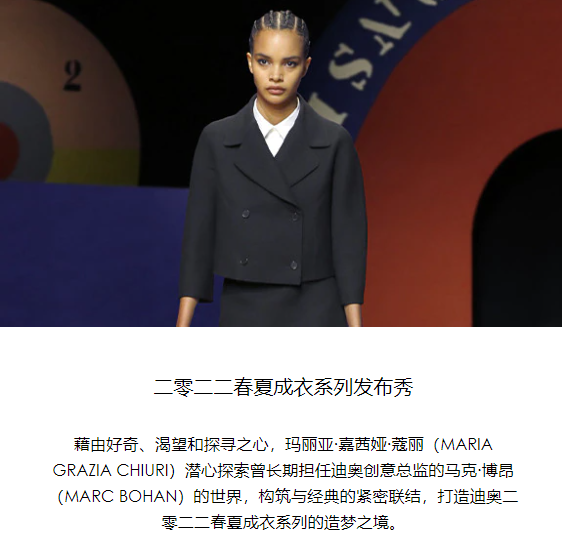 2
VASI
二零二二春夏成衣系列发布秀
藉由好奇、渴望和探寻之心，玛丽亚·嘉茜娅·蔻丽（MARIA
GRAZIA CHIURI）潜心探索曾长期担任迪奥创意总监的马克·博昂
（MARC BOHAN）的世界，构筑与经典的紧密联结，打造迪奥二
零二二春夏成衣系列的造梦之境。